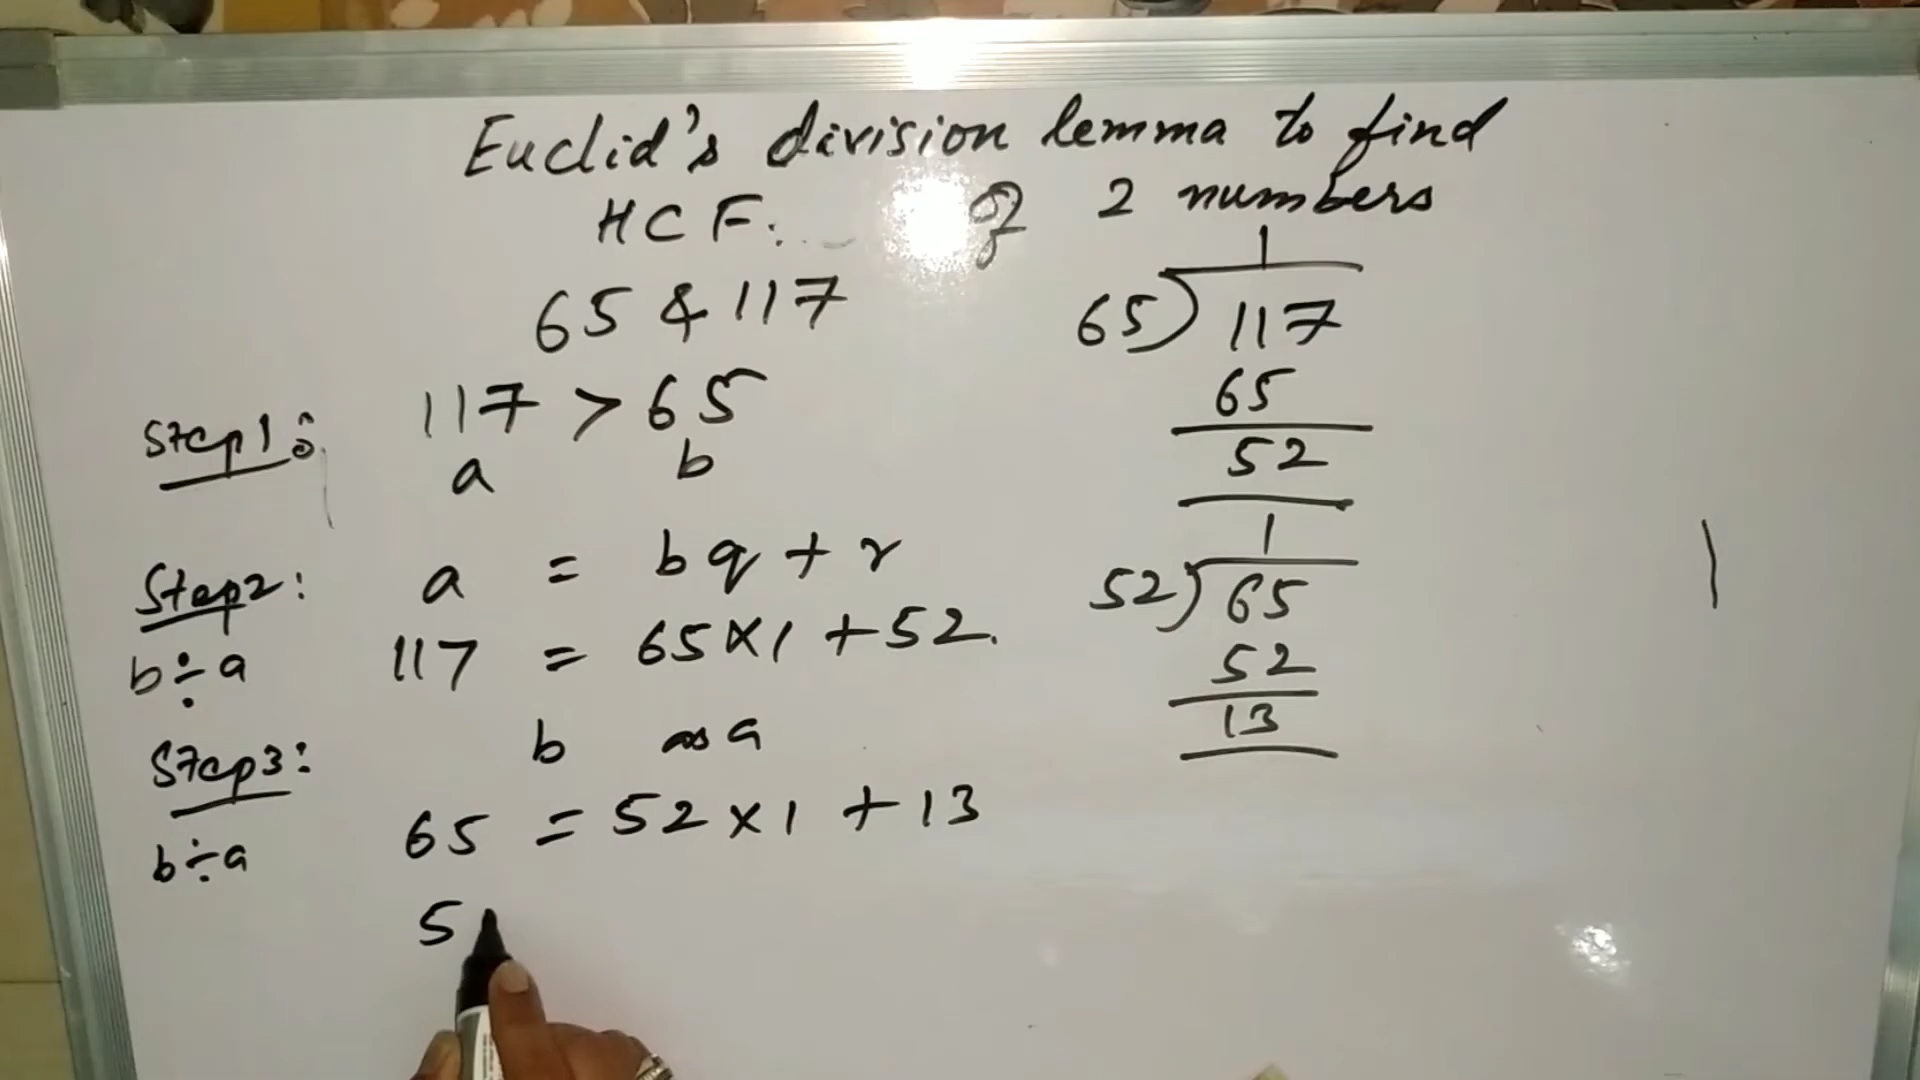 Euclid's division lemma to find
HCF: of 2 numbers
65 & 117
Step1: 117 > 65
a b
Step2: a = bq + r
b÷a 117 = 65×1 + 52.
Step3: b as a
65 = 52×1 + 13
b÷a
5
1
65) 117
65
52
1
52) 65
52
13